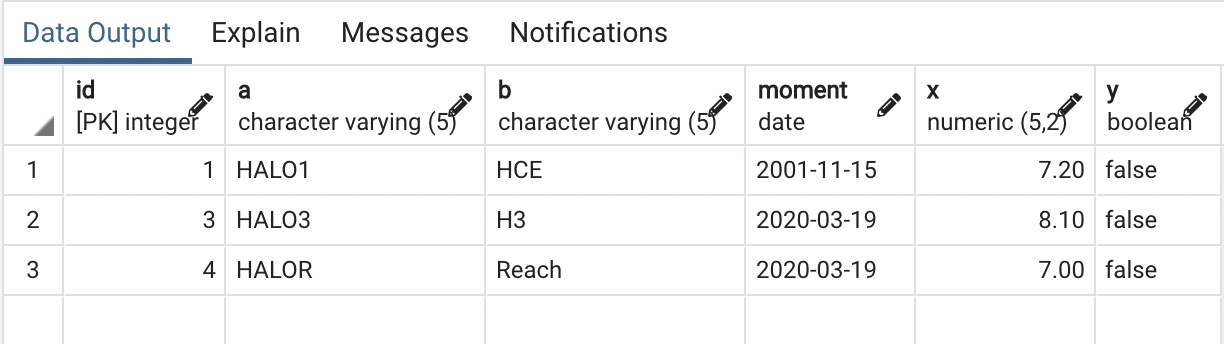 Data Output Explain Messages Notifications
id a b moment x y
[PK] integer character varying (5) character varying (5) date numeric (5,2) boolean
1 1 HALO1 HCE 2001-11-15 7.20 false
2 3 HALO3 H3 2020-03-19 8.10 false
3 4 HALOR Reach 2020-03-19 7.00 false